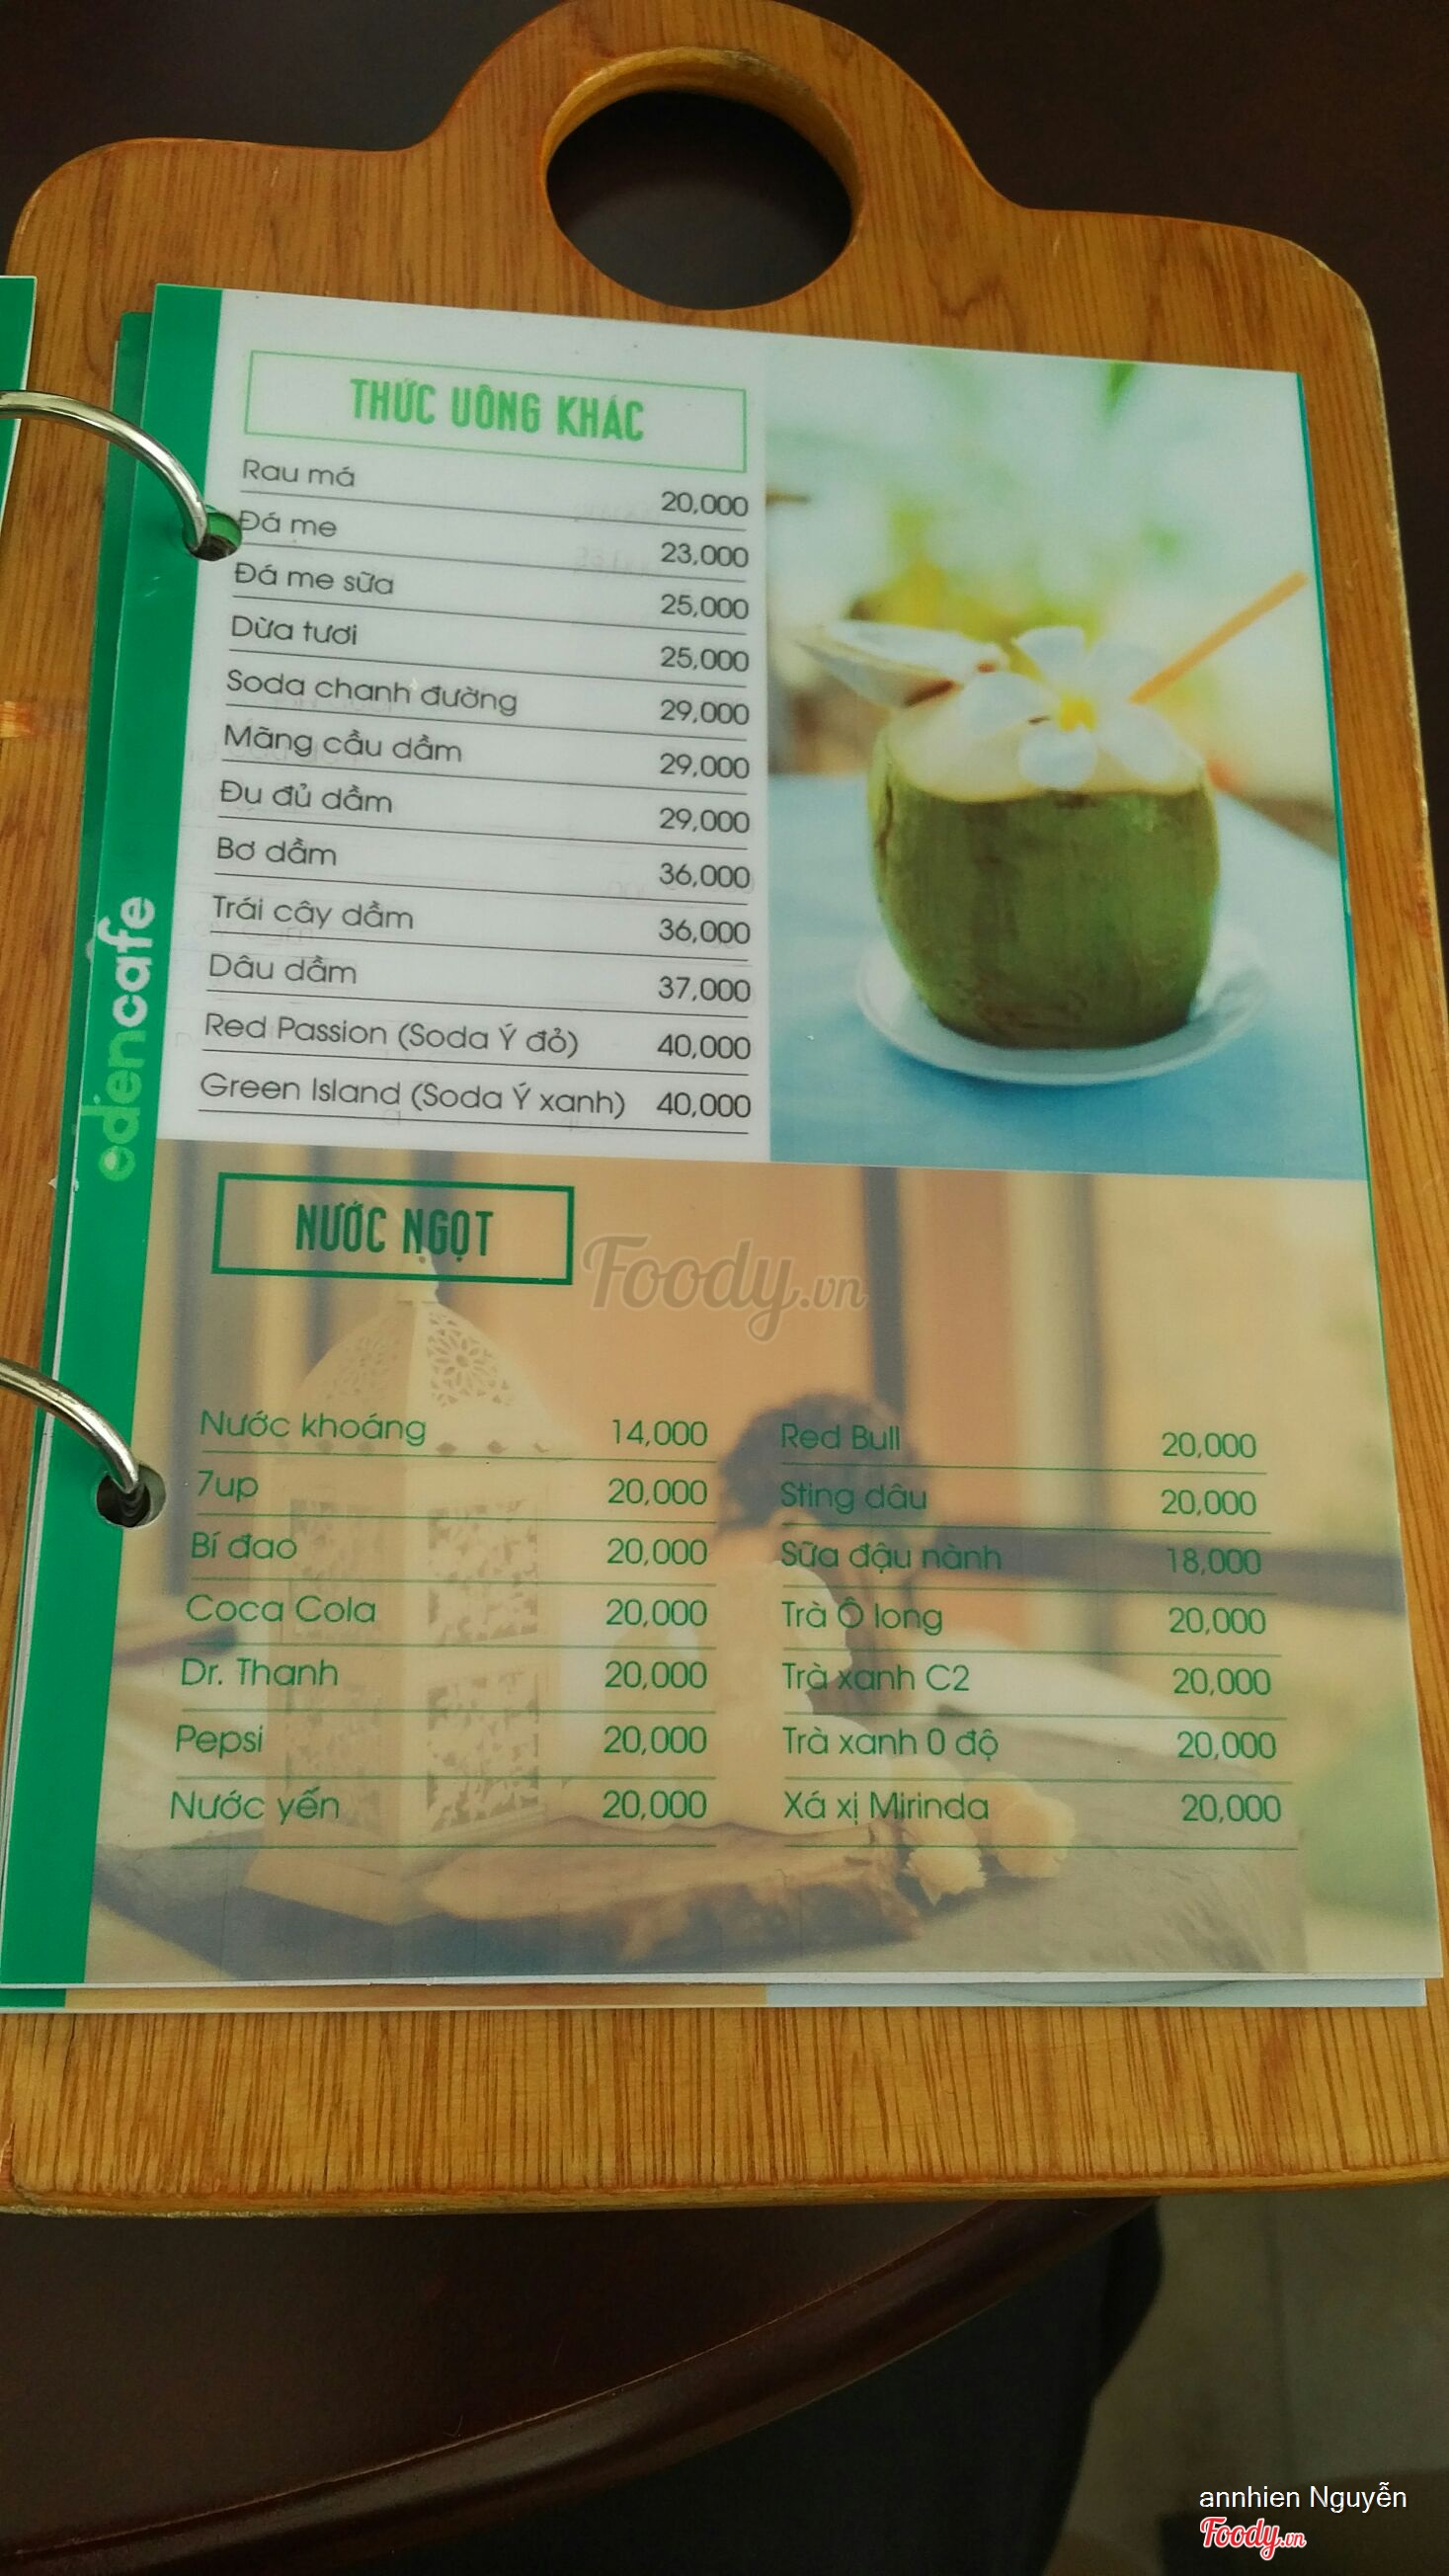 THỨC UÔNG KHÁC
Rau má 20,000
Đá me 23,000
Đá me sữa 25,000
Dừa tươi 25,000
Soda chanh đường 29,000
Mãng cầu dầm 29,000
Đu đủ dầm 29,000
Bơ dầm 36,000
Trái cây dầm 36,000
Dâu dầm 37,000
Red Passion (Soda Ý đỏ) 40,000
Green Island (Soda Ý xanh) 40,000
edencafe
NƯỚC NGỌT
Foody.vn
Nước khoáng 14,000
7up 20,000
Bí đao 20,000
Coca Cola 20,000
Dr. Thanh 20,000
Pepsi 20,000
Nước yến 20,000
Red Bull 20,000
Sting dâu 20,000
Sữa đậu nành 18,000
Trà Ô long 20,000
Trà xanh C2 20,000
Trà xanh 0 độ 20,000
Xá xị Mirinda 20,000
annhien Nguyễn
Foody.vn